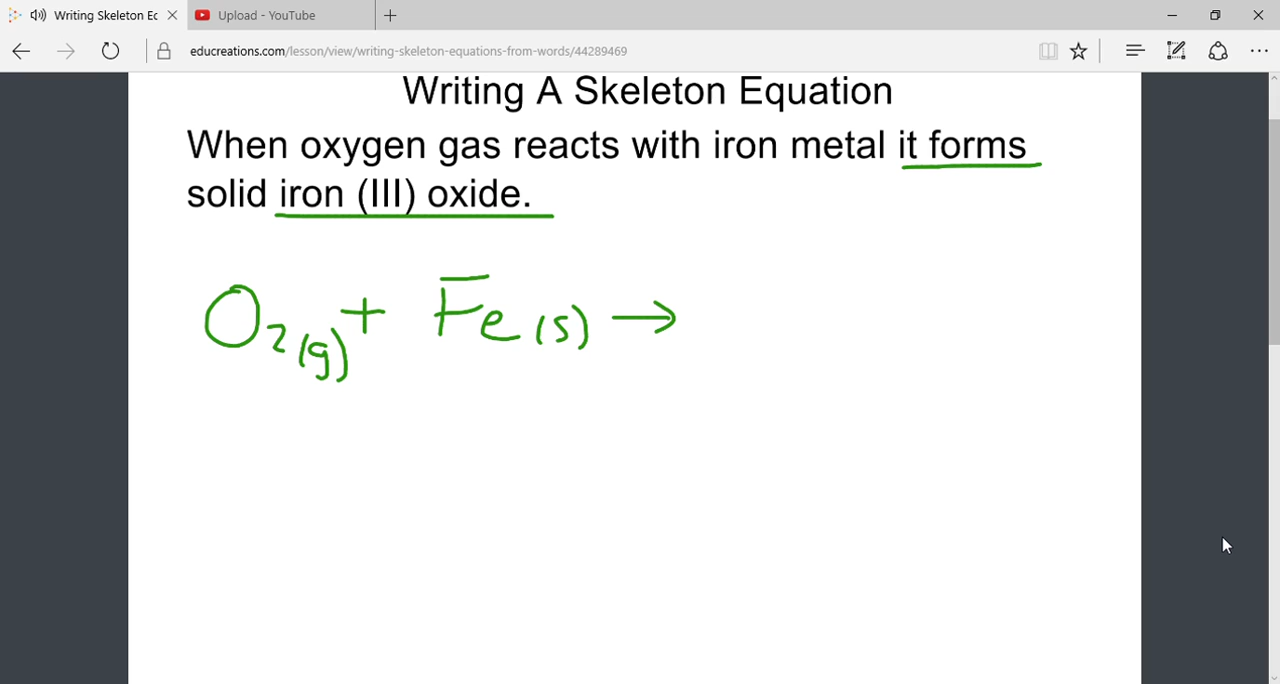 Writing Skeleton Ec
Upload - YouTube
educreations.com/lesson/view/writing-skeleton-equations-from-words/44289469
Writing A Skeleton Equation
When oxygen gas reacts with iron metal it forms
solid iron (III) oxide.
O₂(g) + Fe(s) →